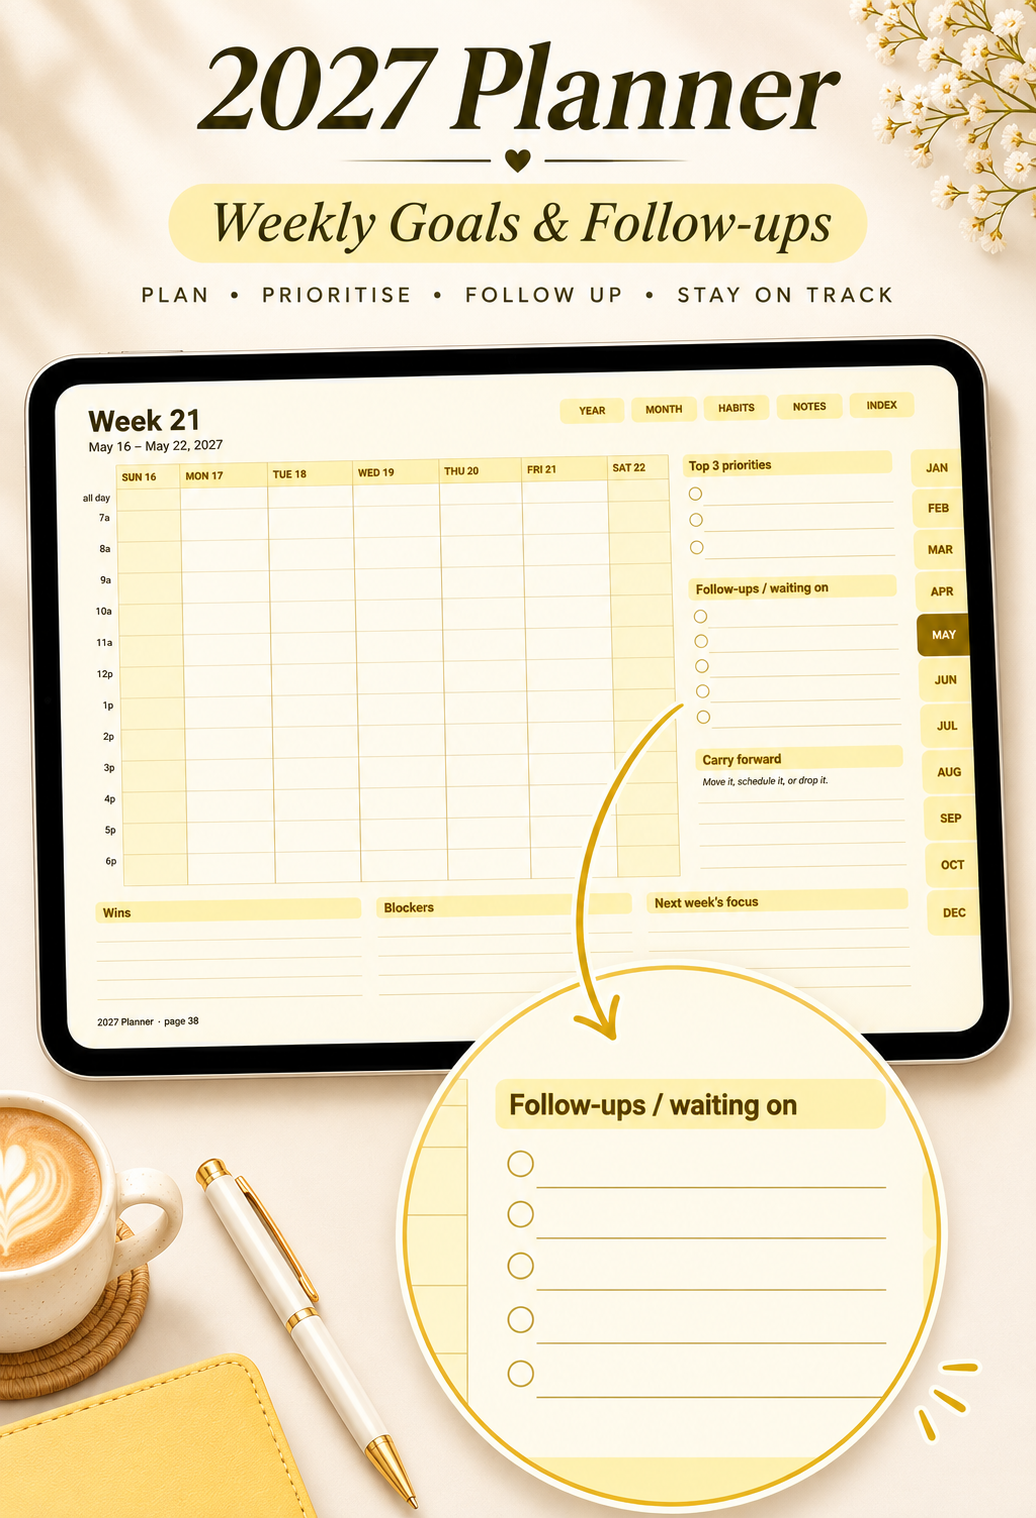 2027 Planner
Weekly Goals & Follow-ups
PLAN • PRIORITISE • FOLLOW UP • STAY ON TRACK
Week 21
May 16 – May 22, 2027
YEAR
MONTH
HABITS
NOTES
INDEX
SUN 16
MON 17
TUE 18
WED 19
THU 20
FRI 21
SAT 22
all day
7a
8a
9a
10a
11a
12p
1p
2p
3p
4p
5p
6p
Top 3 priorities
Follow-ups / waiting on
Carry forward
Move it, schedule it, or drop it.
JAN
FEB
MAR
APR
MAY
JUN
JUL
AUG
SEP
OCT
DEC
Wins
Blockers
Next week's focus
2027 Planner · page 38
Follow-ups / waiting on